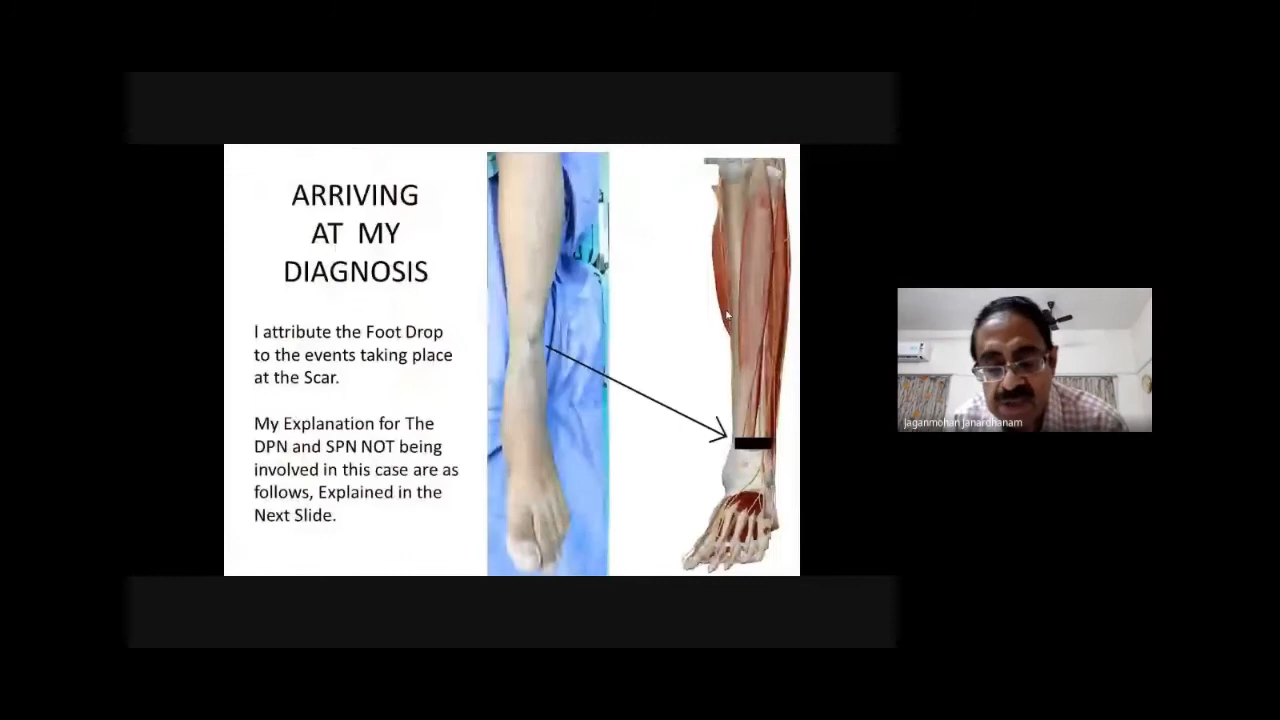 ARRIVING
AT MY
DIAGNOSIS
I attribute the Foot Drop
to the events taking place
at the Scar.
My Explanation for The
DPN and SPN NOT being
involved in this case are as
follows, Explained in the
Next Slide.
Jaganmohan Janardhanam